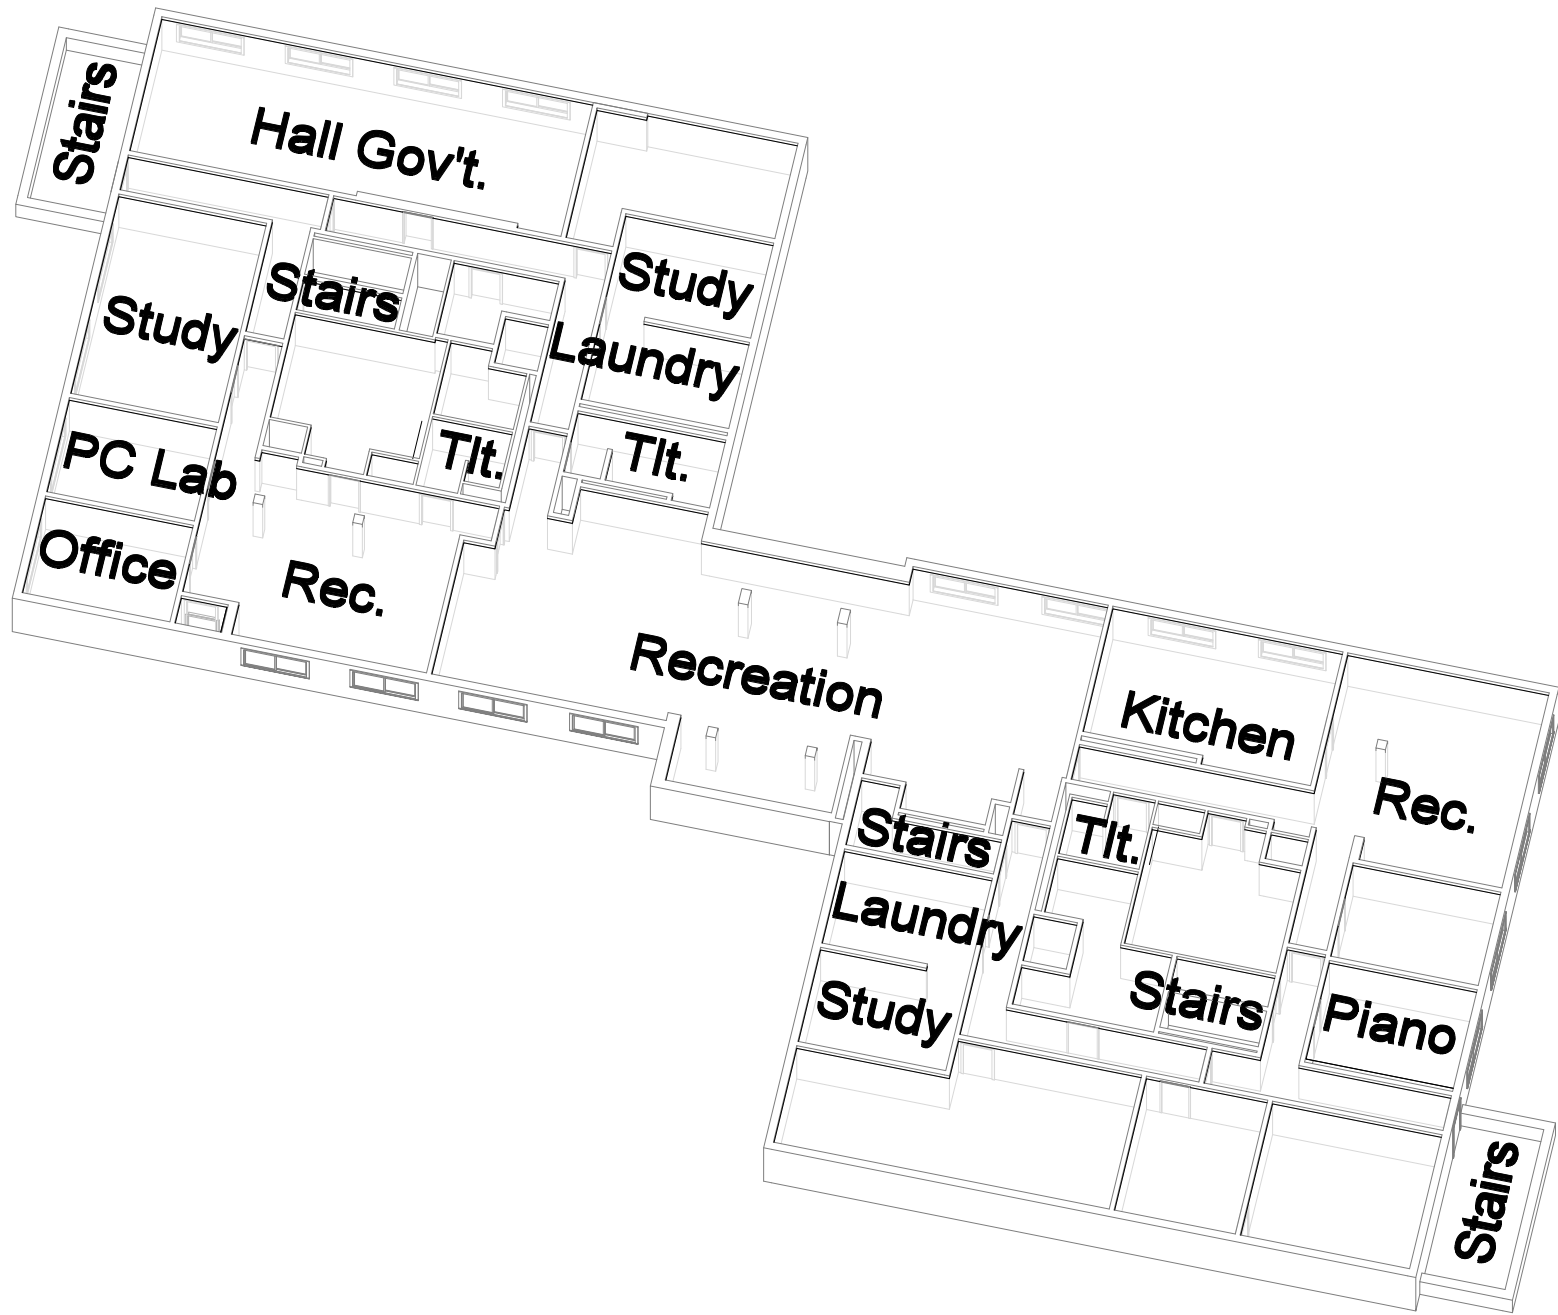 Stairs
Hall Gov't.
Study
Stairs
Study
Laundry
PC Lab
Tlt.
Tlt.
Office
Rec.
Recreation
Kitchen
Rec.
Stairs
Tlt.
Laundry
Study
Stairs
Piano
Stairs